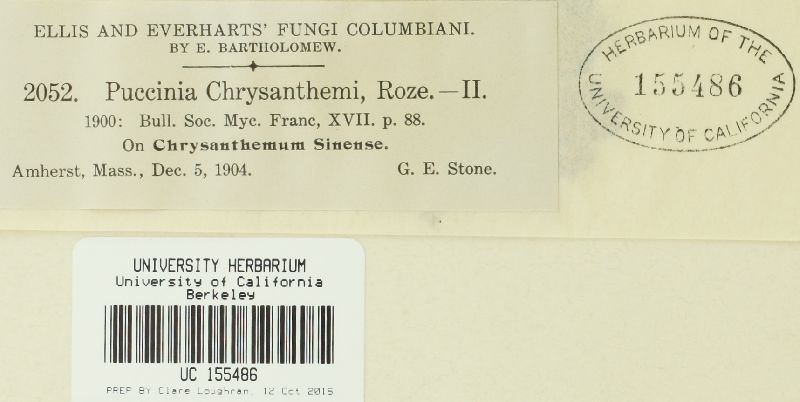 ELLIS AND EVERHARTS' FUNGI COLUMBIANI.
BY E. BARTHOLOMEW.
2052. Puccinia Chrysanthemi, Roze.—II.
1900: Bull. Soc. Myc. Franc, XVII. p. 88.
On Chrysanthemum Sinense.
Amherst, Mass., Dec. 5, 1904. G. E. Stone.
HERBARIUM OF THE
155486
UNIVERSITY OF CALIFORNIA
UNIVERSITY HERBARIUM
University of California
Berkeley
UC 155486
PREP BY Clare Loughran, 12 Oct 2015